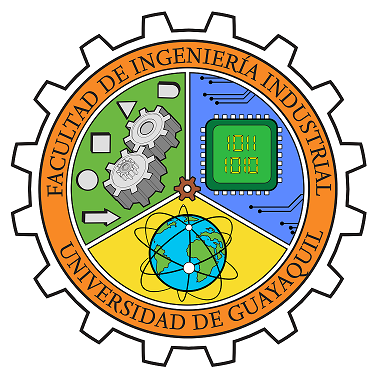 FACULTAD DE INGENIERÍA INDUSTRIAL
1011
1010
UNIVERSIDAD DE GUAYAQUIL